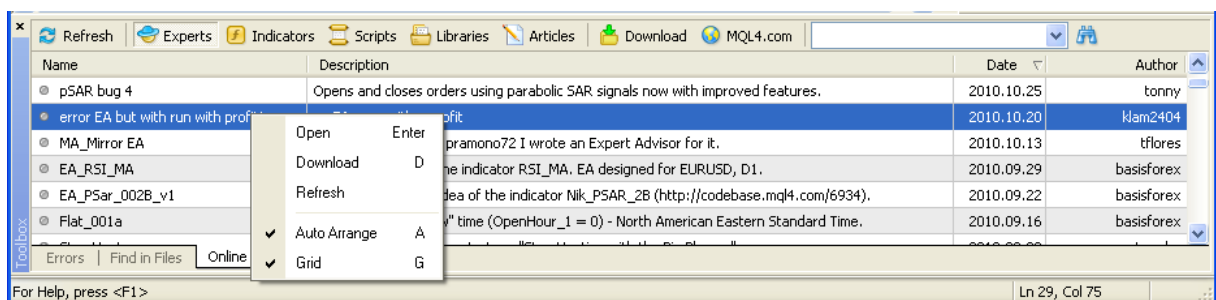 Refresh Experts Indicators Scripts Libraries Articles Download MQL4.com
Name Description Date Author
pSAR bug 4 Opens and closes orders using parabolic SAR signals now with improved features. 2010.10.25 tonny
error EA but with run with profi ofit 2010.10.20 klam2404
MA_Mirror EA pramono72 I wrote an Expert Advisor for it. 2010.10.13 tflores
EA_RSI_MA he indicator RSI_MA. EA designed for EURUSD, D1. 2010.09.29 basisforex
EA_PSar_002B_v1 dea of the indicator Nik_PSAR_2B (http://codebase.mql4.com/6934). 2010.09.22 basisforex
Flat_001a " time (OpenHour_1 = 0) - North American Eastern Standard Time. 2010.09.16 basisforex
Open Enter
Download D
Refresh
Auto Arrange A
Grid G
Toolbox
Errors Find in Files Online
For Help, press <F1> Ln 29, Col 75